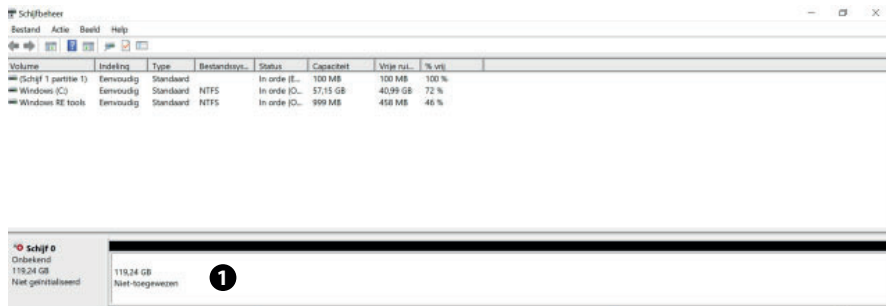 Schijfbeheer
Bestand Actie Beeld Help
Volume Indeling Type Bestandssys... Status Capaciteit Vrije rui... % vrij
(Schijf 1 partitie 1) Eenvoudig Standaard In orde (E... 100 MB 100 MB 100 %
Windows (C:) Eenvoudig Standaard NTFS In orde (O... 57,15 GB 40,99 GB 72 %
Windows RE tools Eenvoudig Standaard NTFS In orde (O... 999 MB 458 MB 46 %
Schijf 0
Onbekend
119,24 GB
Niet geïnitialiseerd
119,24 GB
Niet-toegewezen
1